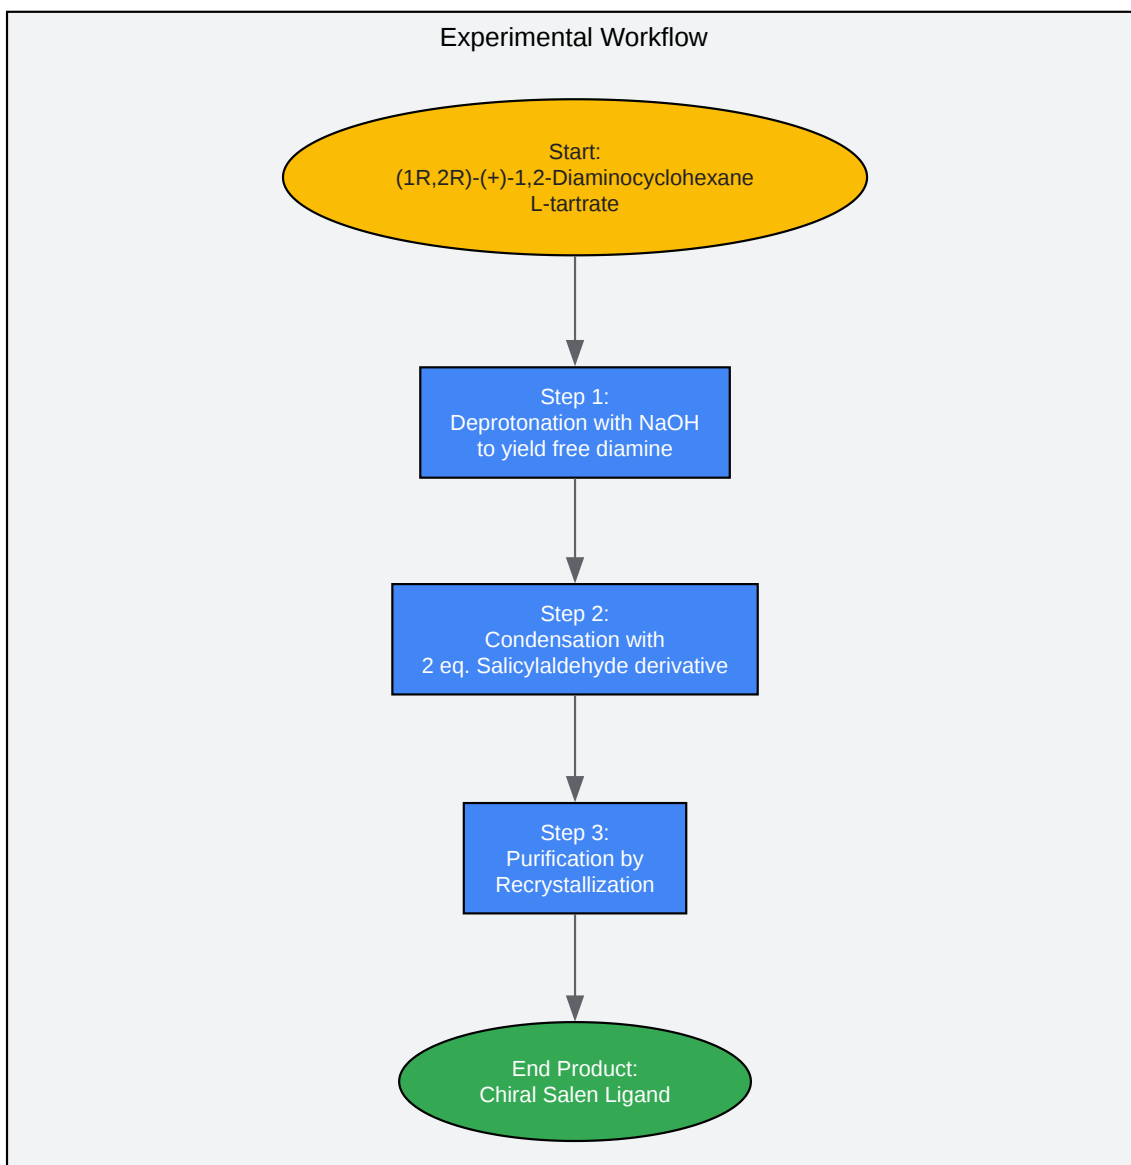 Experimental Workflow
Start:
(1R,2R)-(+)-1,2-Diaminocyclohexane
L-tartrate
Step 1:
Deprotonation with NaOH
to yield free diamine
Step 2:
Condensation with
2 eq. Salicylaldehyde derivative
Step 3:
Purification by
Recrystallization
End Product:
Chiral Salen Ligand